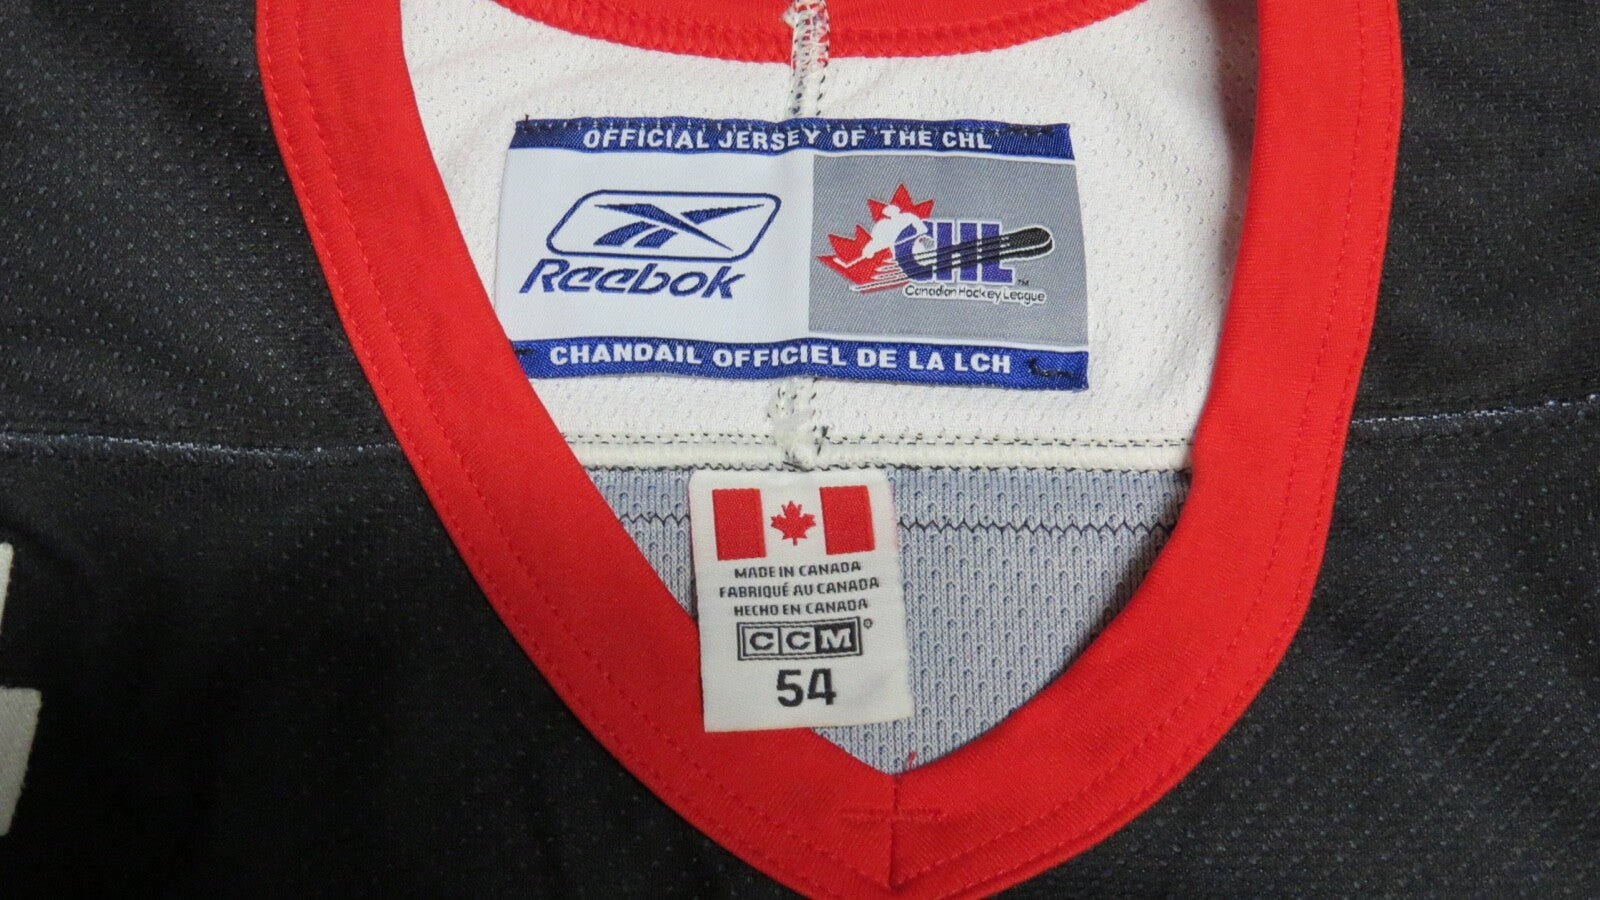 OFFICIAL JERSEY OF THE CHL
Reebok
CHL™
Canadian Hockey League
CHANDAIL OFFICIEL DE LA LCH
MADE IN CANADA
FABRIQUÉ AU CANADA
HECHO EN CANADA
CCM®
54